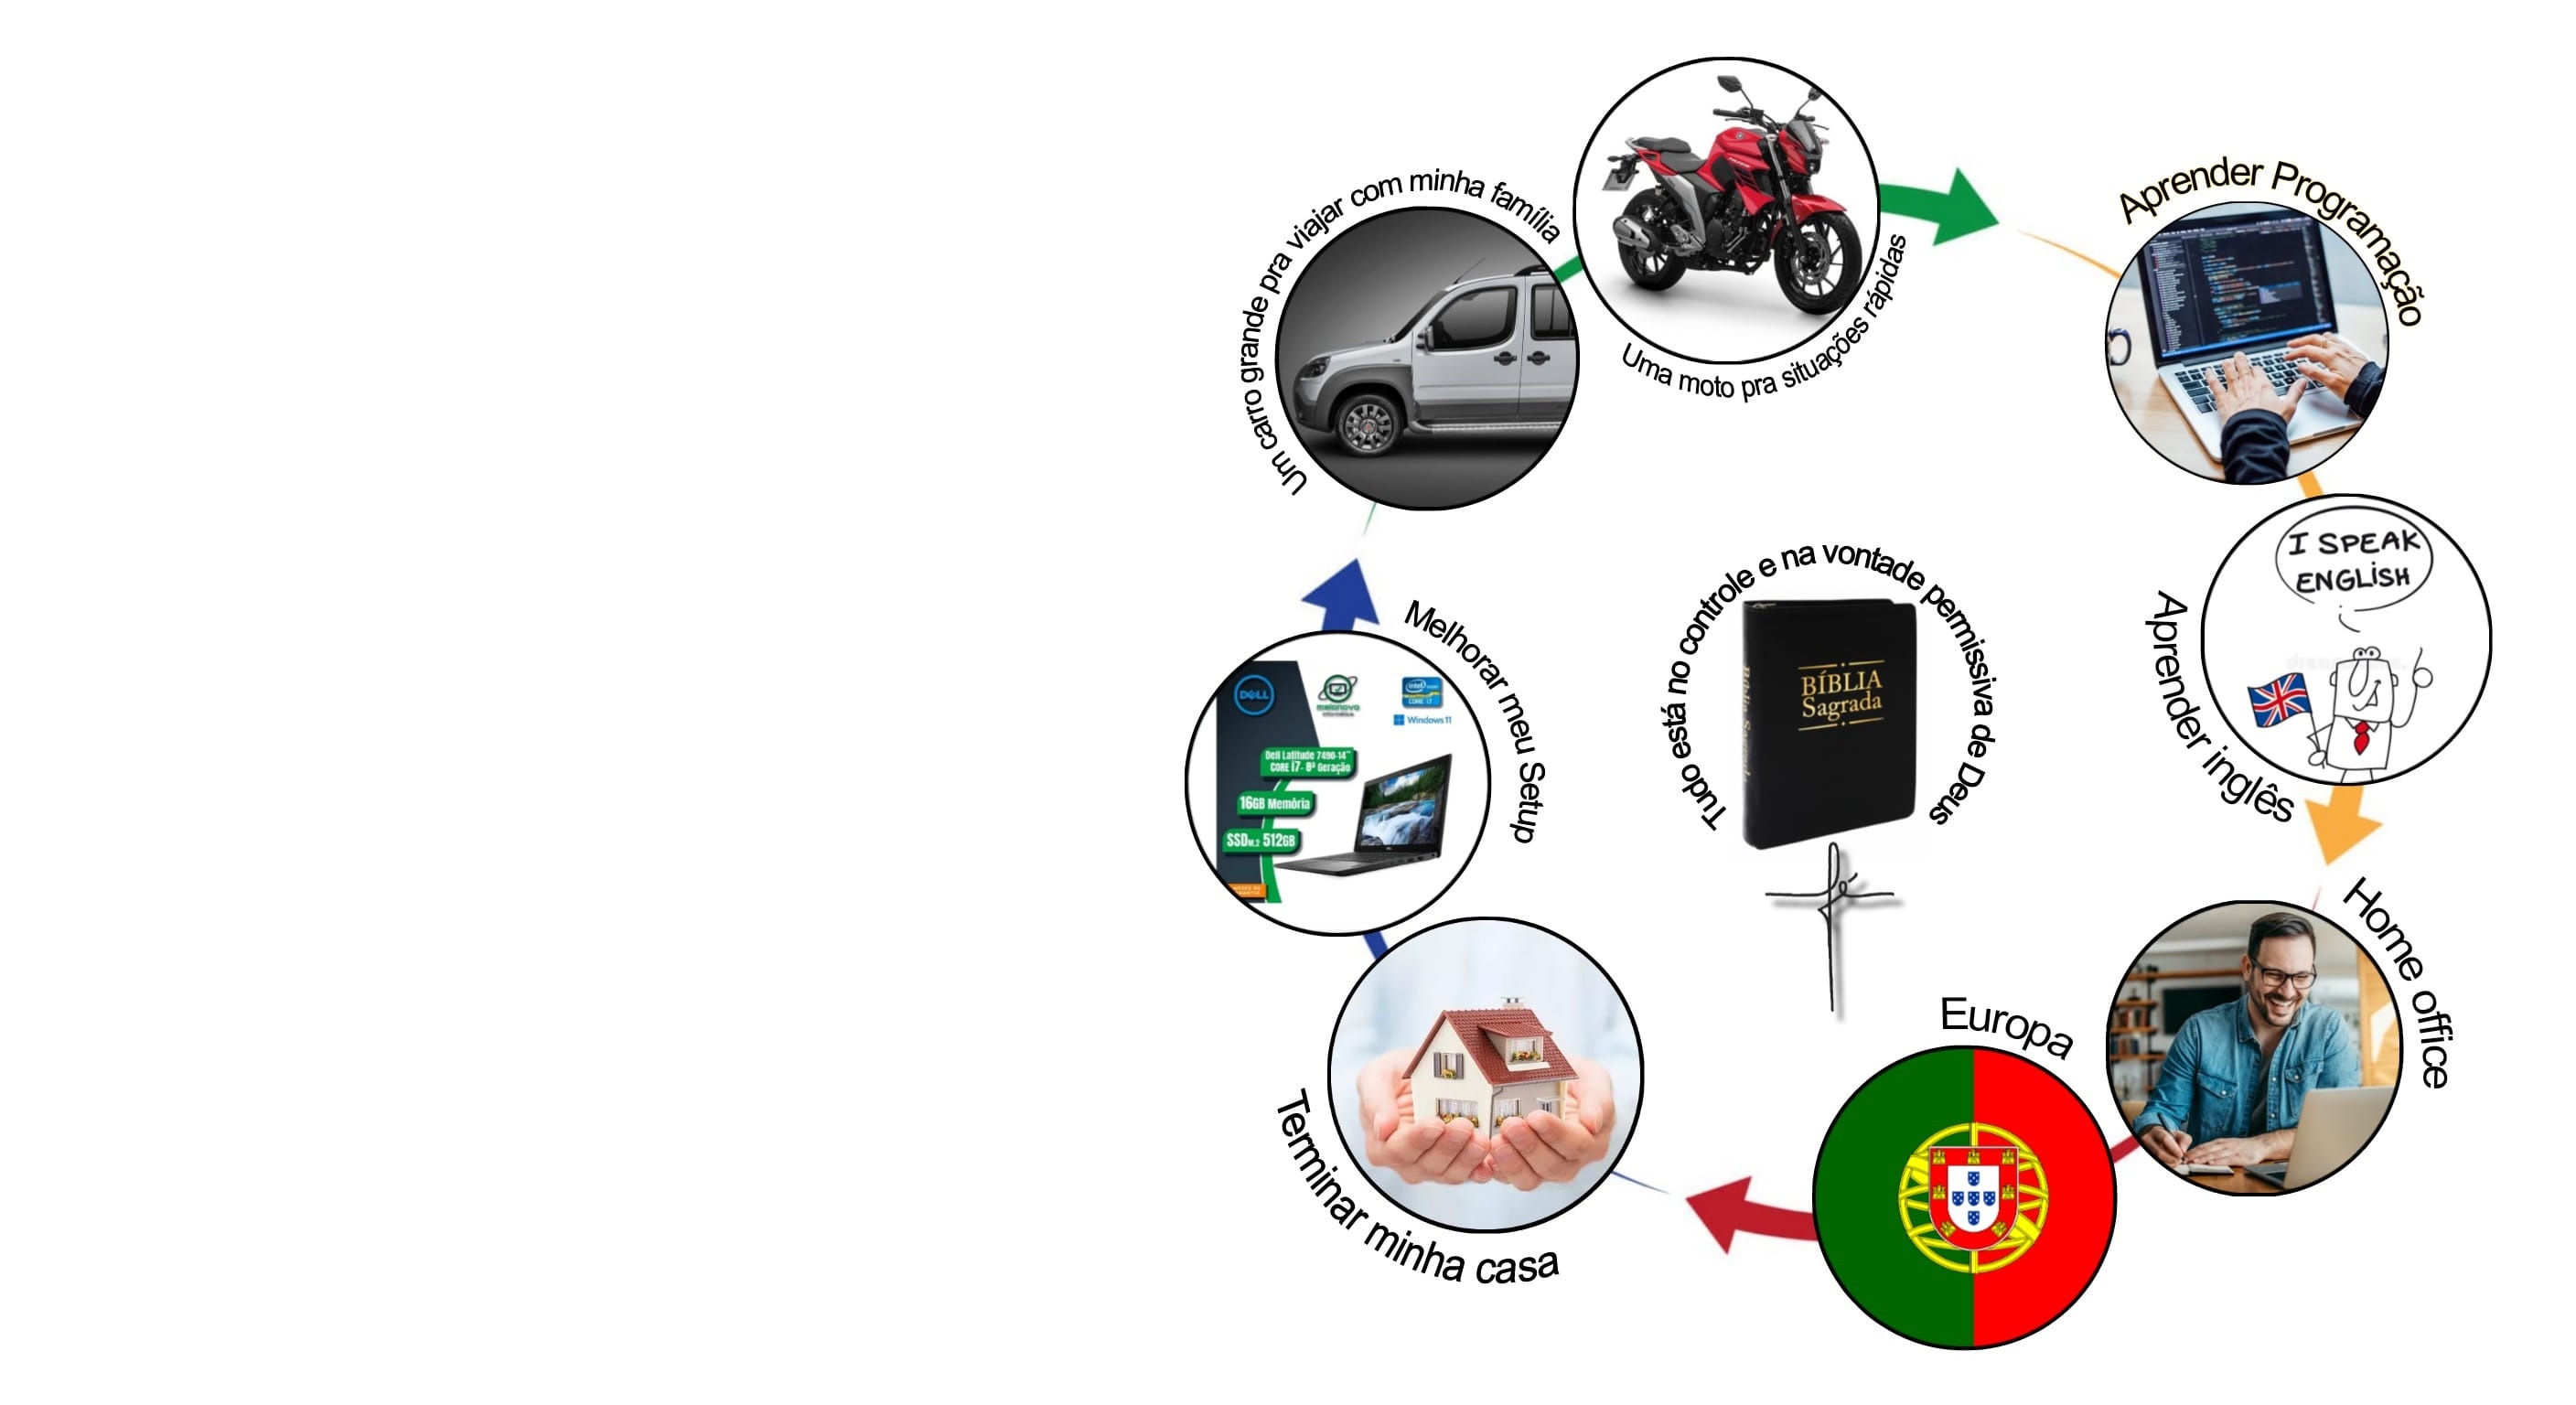 Um carro grande pra viajar com minha família
Uma moto pra situações rápidas
Aprender Programação
I SPEAK
ENGLISH
Aprender inglês
Home office
Europa
Terminar minha casa
Melhorar meu Setup
DELL
melonovo
informática
intel
CORE i7
Windows 11
Dell Latitude 7490-14"
CORE i7- 8ª Geração
16GB Memória
SSDM.2 512GB
Tudo está no controle e na vontade permissiva de Deus
BÍBLIA
Sagrada
Bíblia Sagrada
fé